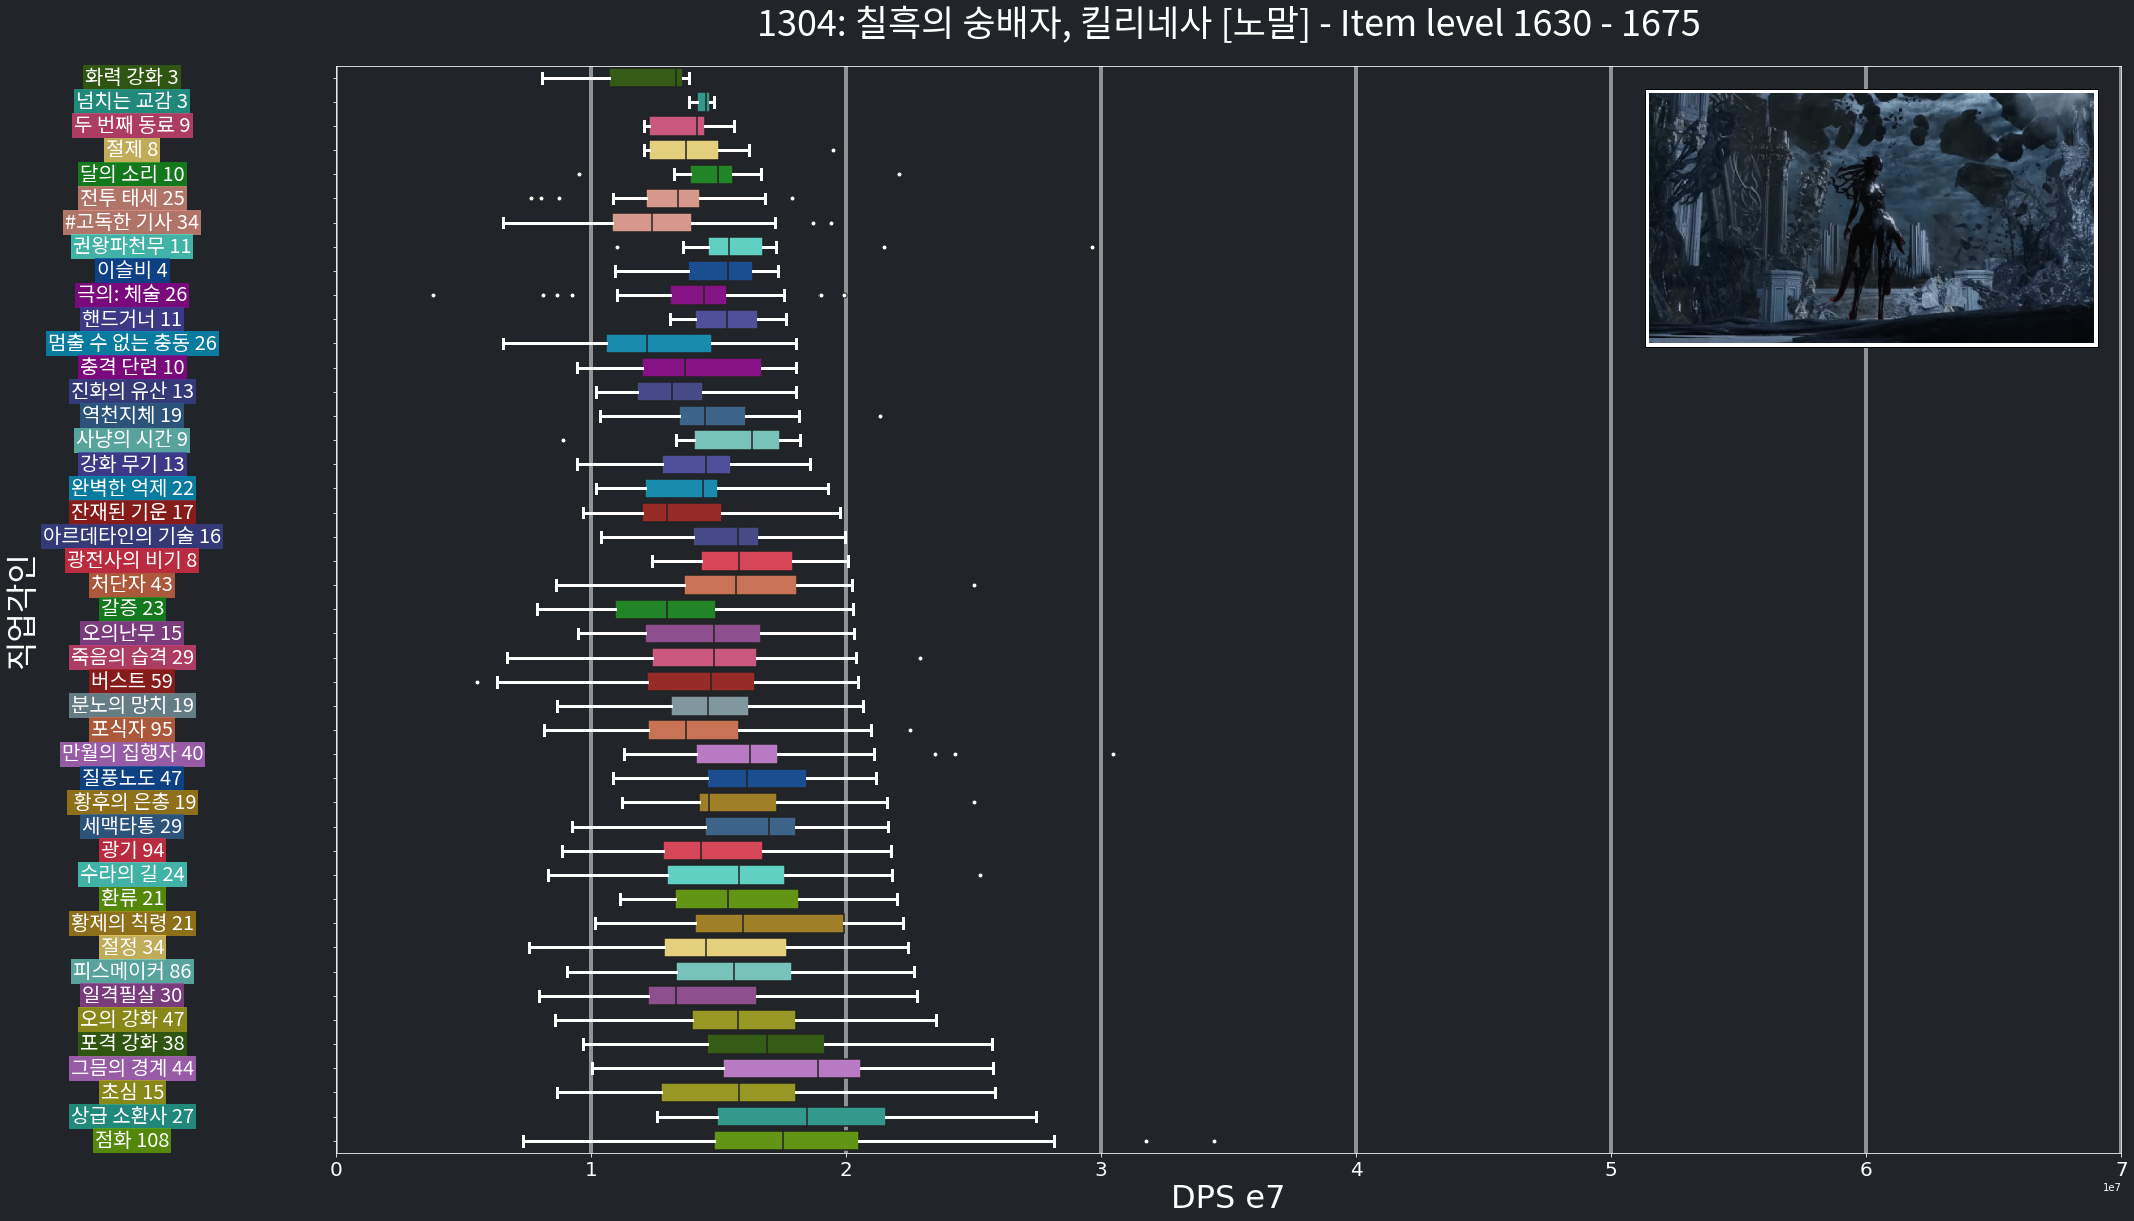 1304: 칠흑의 숭배자, 킬리네사 [노말] - Item level 1630 - 1675
화력 강화 3
넘치는 교감 3
두 번째 동료 9
절제 8
달의 소리 10
전투 태세 25
#고독한 기사 34
권왕파천무 11
이슬비 4
극의: 체술 26
핸드거너 11
멈출 수 없는 충동 26
충격 단련 10
진화의 유산 13
역천지체 19
사냥의 시간 9
강화 무기 13
완벽한 억제 22
잔재된 기운 17
아르데타인의 기술 16
광전사의 비기 8
처단자 43
갈증 23
오의난무 15
죽음의 습격 29
버스트 59
분노의 망치 19
포식자 95
만월의 집행자 40
질풍노도 47
황후의 은총 19
세맥타통 29
광기 94
수라의 길 24
환류 21
황제의 칙령 21
절정 34
피스메이커 86
일격필살 30
오의 강화 47
포격 강화 38
그믐의 경계 44
초심 15
상급 소환사 27
점화 108
직업각인
0 1 2 3 4 5 6 7
1e7
DPS e7